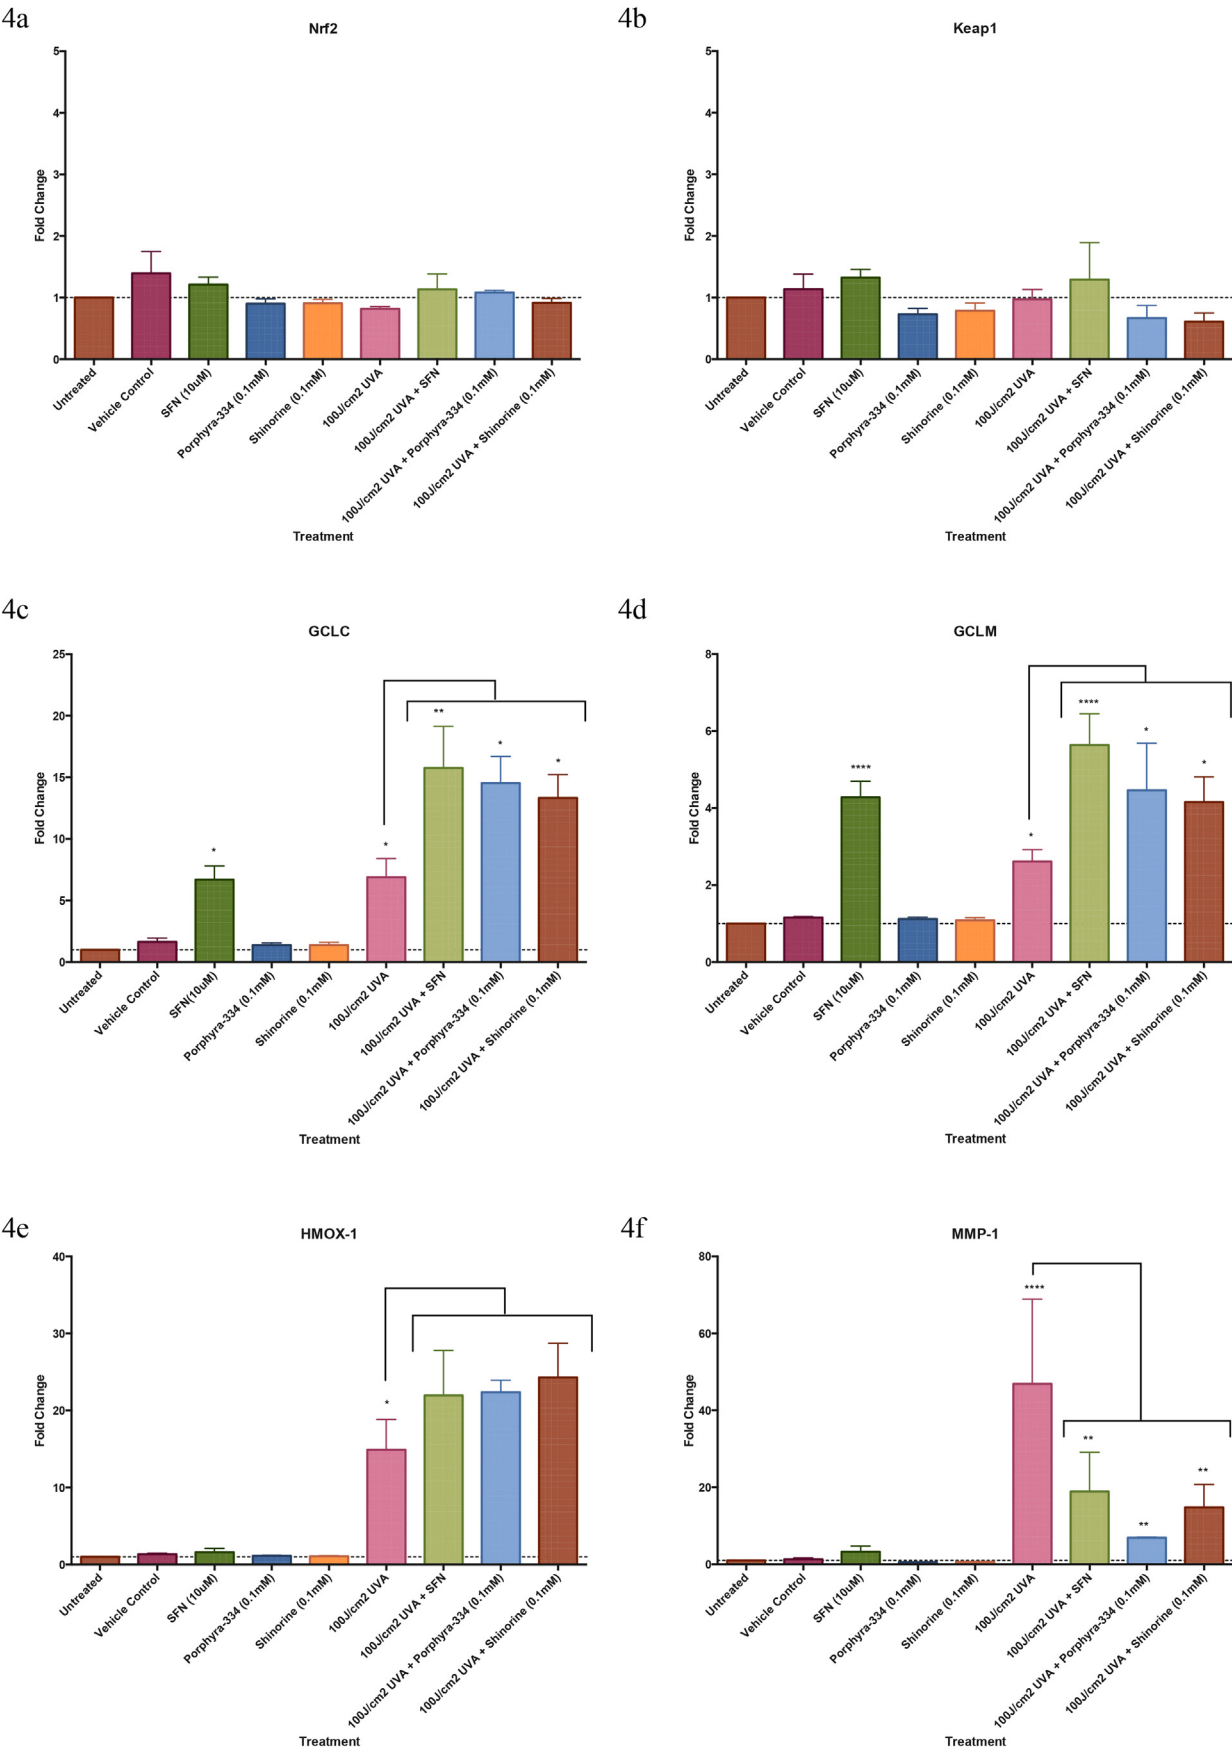 4a
Nrf2
5
4
3
2
1
0
Fold Change
Untreated
Vehicle Control
SFN (10uM)
Porphyra-334 (0.1mM)
Shinorine (0.1mM)
100J/cm2 UVA
100J/cm2 UVA + SFN
100J/cm2 UVA + Porphyra-334 (0.1mM)
100J/cm2 UVA + Shinorine (0.1mM)
Treatment
4b
Keap1
5
4
3
2
1
0
Fold Change
Untreated
Vehicle Control
SFN (10uM)
Porphyra-334 (0.1mM)
Shinorine (0.1mM)
100J/cm2 UVA
100J/cm2 UVA + SFN
100J/cm2 UVA + Porphyra-334 (0.1mM)
100J/cm2 UVA + Shinorine (0.1mM)
Treatment
4c
GCLC
25
20
15
10
5
0
Fold Change
*
*
**
*
*
Untreated
Vehicle Control
SFN(10uM)
Porphyra-334 (0.1mM)
Shinorine (0.1mM)
100J/cm2 UVA
100J/cm2 UVA + SFN
100J/cm2 UVA + Porphyra-334 (0.1mM)
100J/cm2 UVA + Shinorine (0.1mM)
Treatment
4d
GCLM
8
6
4
2
0
Fold Change
****
*
****
*
*
Untreated
Vehicle Control
SFN (10uM)
Porphyra-334 (0.1mM)
Shinorine (0.1mM)
100J/cm2 UVA
100J/cm2 UVA + SFN
100J/cm2 UVA + Porphyra-334 (0.1mM)
100J/cm2 UVA + Shinorine (0.1mM)
Treatment
4e
HMOX-1
40
30
20
10
0
Fold Change
*
Untreated
Vehicle Control
SFN (10uM)
Porphyra-334 (0.1mM)
Shinorine (0.1mM)
100J/cm2 UVA
100J/cm2 UVA + SFN
100J/cm2 UVA + Porphyra-334 (0.1mM)
100J/cm2 UVA + Shinorine (0.1mM)
Treatment
4f
MMP-1
80
60
40
20
0
Fold Change
****
**
**
**
Untreated
Vehicle Control
SFN (10uM)
Porphyra-334 (0.1mM)
Shinorine (0.1mM)
100J/cm2 UVA
100J/cm2 UVA + SFN
100J/cm2 UVA + Porphyra-334 (0.1mM)
100J/cm2 UVA + Shinorine (0.1mM)
Treatment